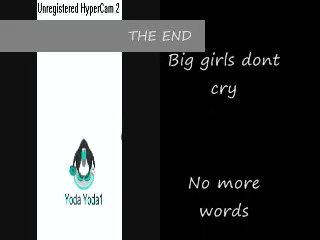 Unregistered HyperCam 2
THE END
Big girls dont
cry
Yoda Yoda1
No more
words